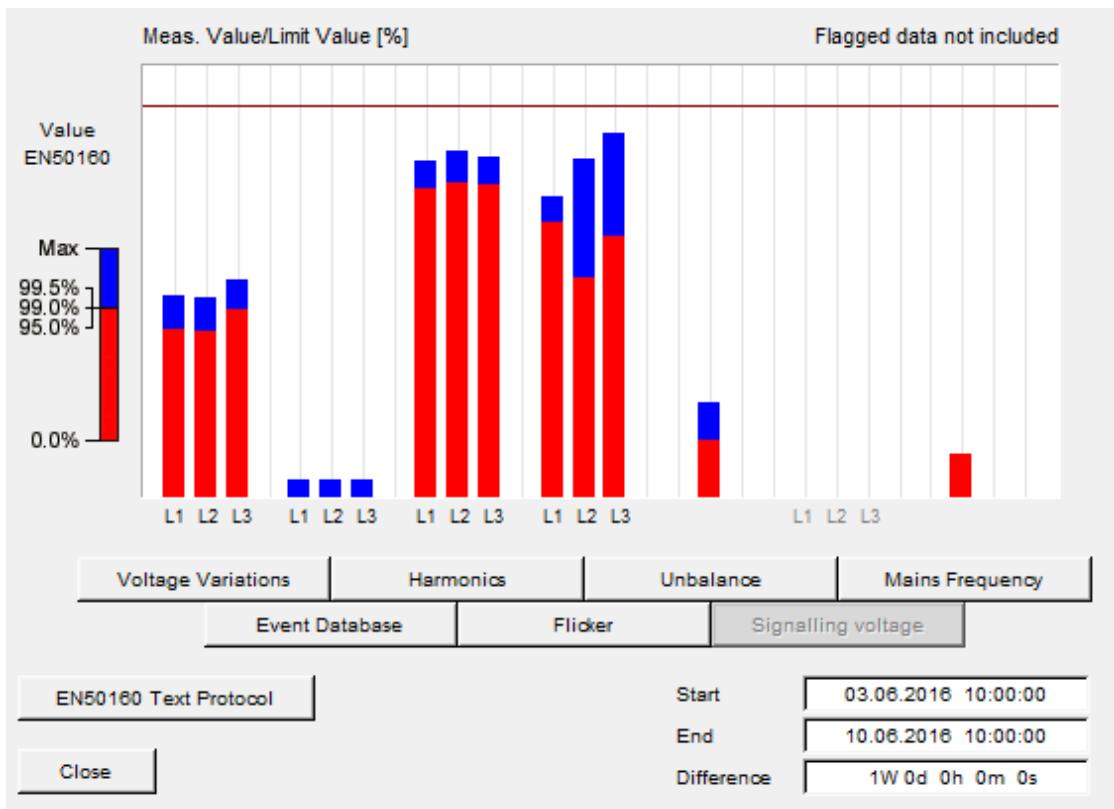 Meas. Value/Limit Value [%] Flagged data not included
Value
EN50160
Max
99.5%
99.0%
95.0%
0.0%
L1 L2 L3 L1 L2 L3 L1 L2 L3 L1 L2 L3 L1 L2 L3
Voltage Variations Harmonics Unbalance Mains Frequency
Event Database Flicker Signalling voltage
EN50160 Text Protocol
Start 03.06.2016 10:00:00
End 10.06.2016 10:00:00
Close
Difference 1W 0d 0h 0m 0s